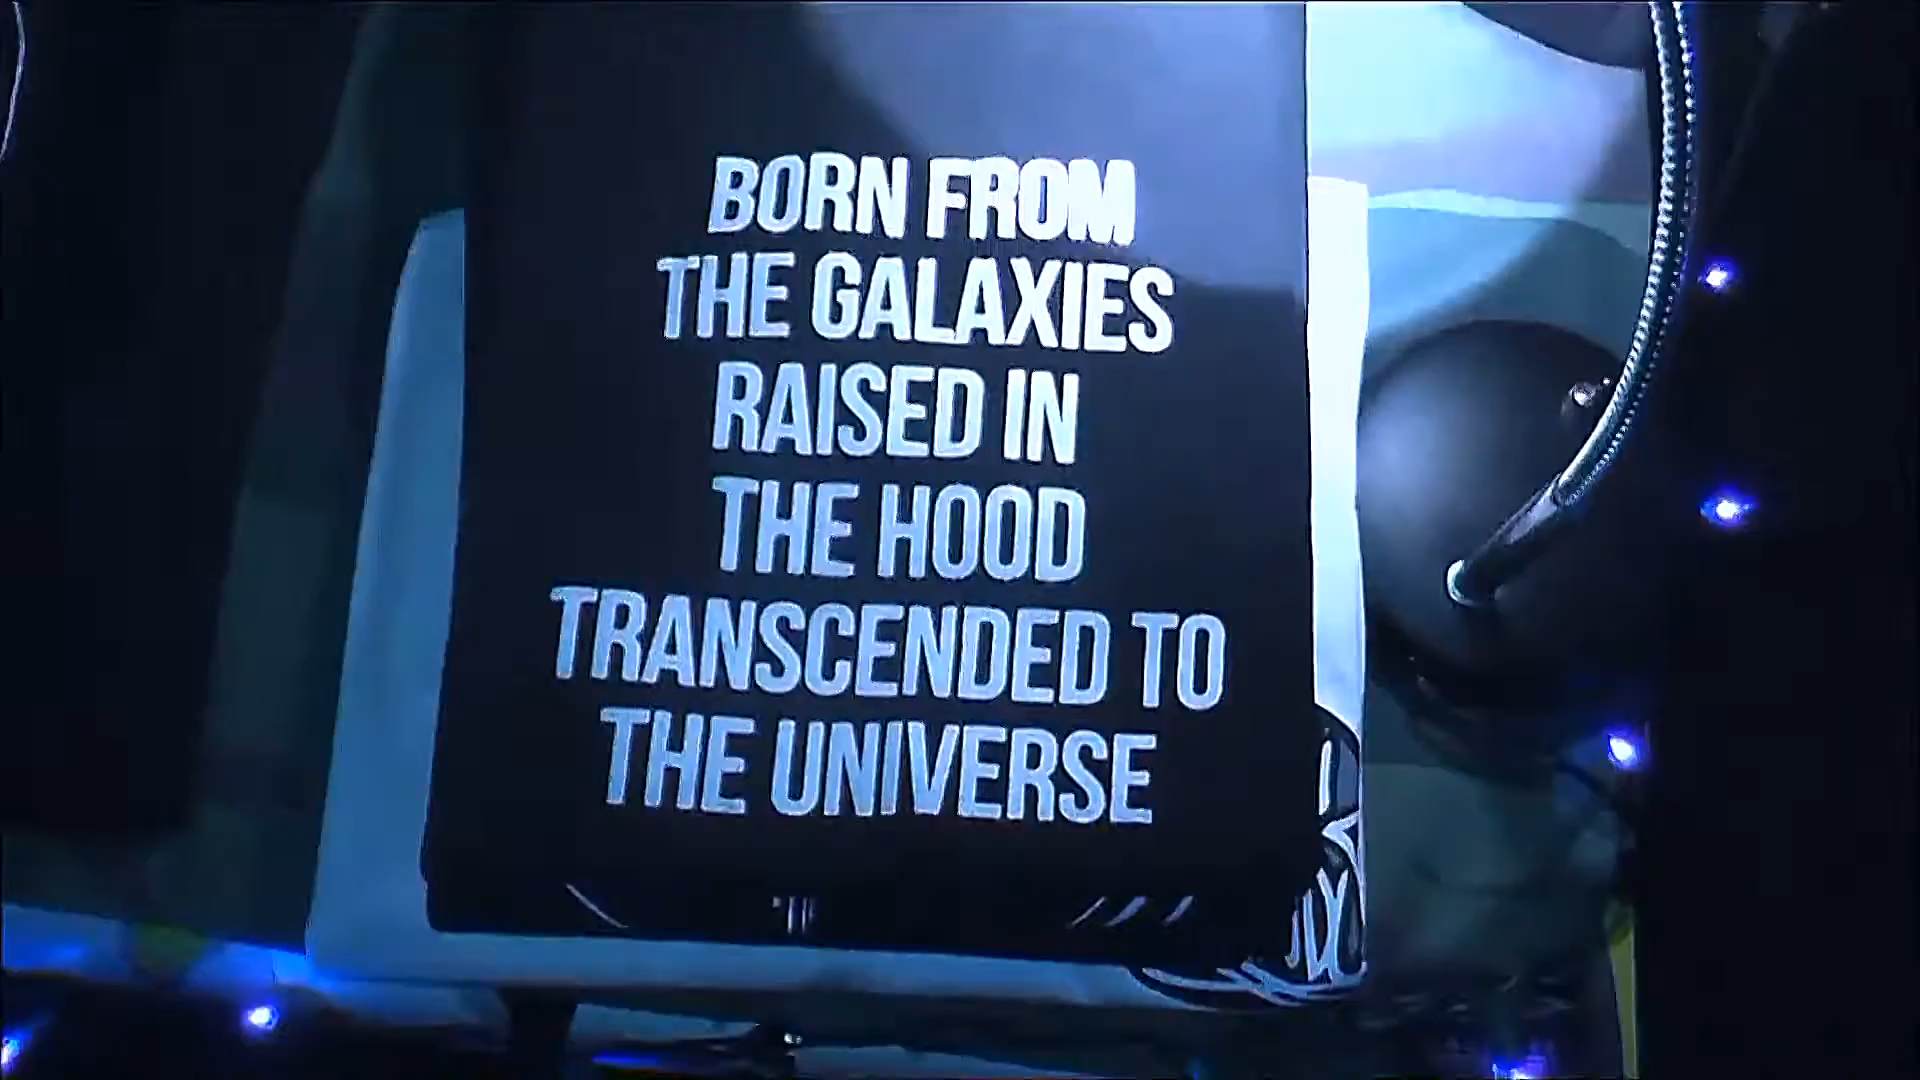 BORN FROM
THE GALAXIES
RAISED IN
THE HOOD
TRANSCENDED TO
THE UNIVERSE